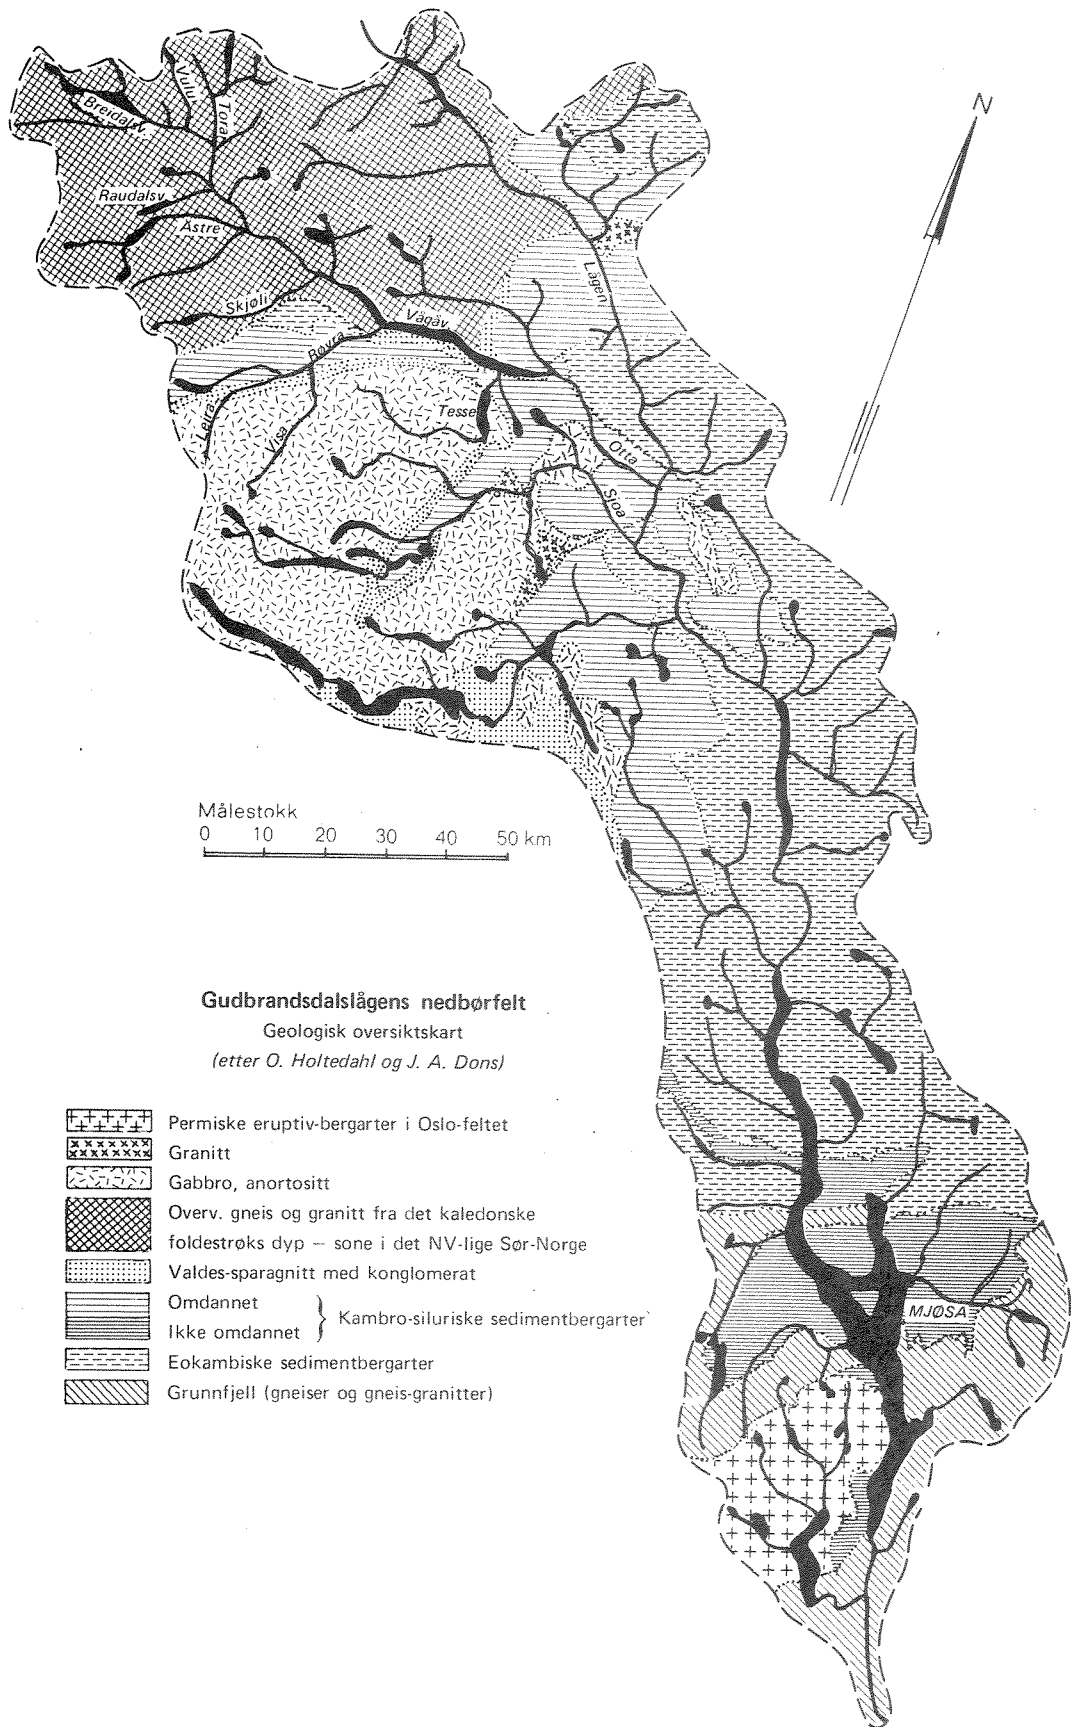 N
Breidalsv.
Vulu
Tora
Raudalsv.
Åstre
Skjøli
Lågen
Vågåv.
Bøvra
Leira
Visa
Tesse
Otta
Sjoa
Målestokk
0 10 20 30 40 50 km
Gudbrandsdalslågens nedbørfelt
Geologisk oversiktskart
(etter O. Holtedahl og J. A. Dons)
Permiske eruptiv-bergarter i Oslo-feltet
Granitt
Gabbro, anortositt
Overv. gneis og granitt fra det kaledonske
foldestrøks dyp – sone i det NV-lige Sør-Norge
Valdes-sparagnitt med konglomerat
Omdannet
Ikke omdannet } Kambro-siluriske sedimentbergarter
Eokambiske sedimentbergarter
Grunnfjell (gneiser og gneis-granitter)
MJØSA